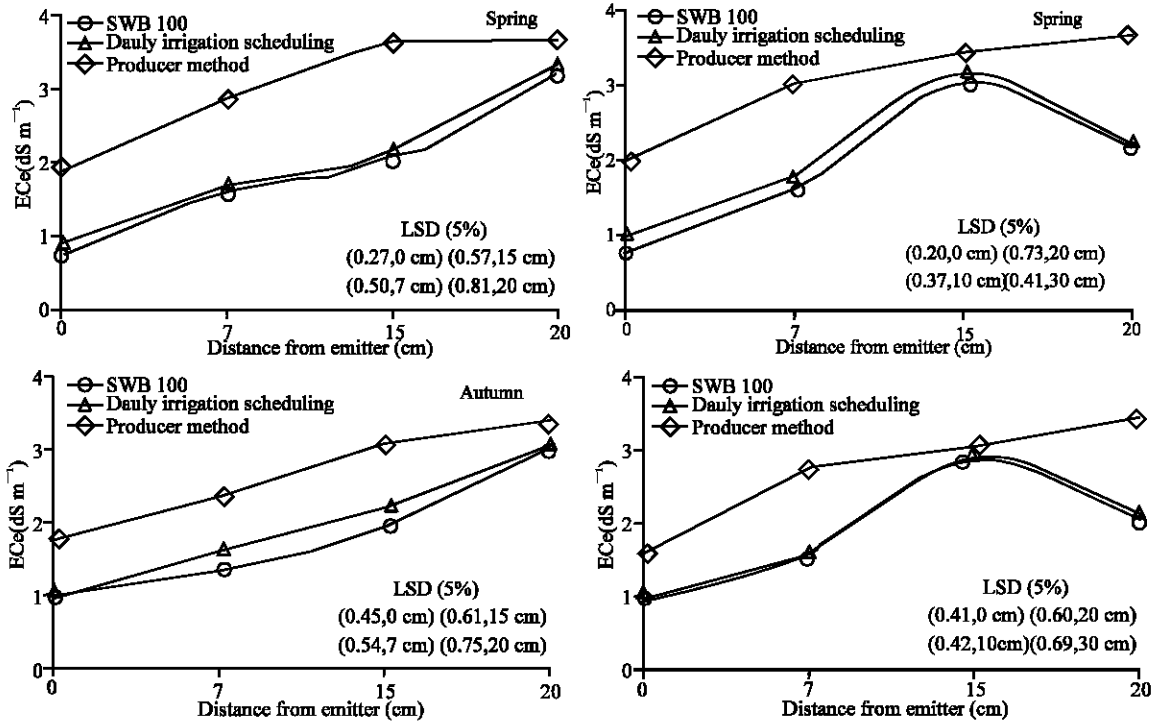 4
SWB 100
Spring
Dauly irrigation scheduling
Producer method
3
ECe(dS m⁻¹)
2
1
LSD (5%)
(0.27,0 cm) (0.57,15 cm)
(0.50,7 cm) (0.81,20 cm)
0
0 7 15 20
Distance from emitter (cm)
4
SWB 100
Spring
Dauly irrigation scheduling
Producer method
3
ECe(dS m⁻¹)
2
1
LSD (5%)
(0.20,0 cm) (0.73,20 cm)
(0.37,10 cm)(0.41,30 cm)
0
0 7 15 20
Distance from emitter (cm)
4
SWB 100
Autumn
Dauly irrigation scheduling
Producer method
3
ECe(dS m⁻¹)
2
1
LSD (5%)
(0.45,0 cm) (0.61,15 cm)
(0.54,7 cm) (0.75,20 cm)
0
0 7 15 20
Distance from emitter (cm)
4
SWB 100
Dauly irrigation scheduling
Producer method
3
ECe(dS m⁻¹)
2
1
LSD (5%)
(0.41,0 cm) (0.60,20 cm)
(0.42,10cm)(0.69,30 cm)
0
0 7 15 20
Distance from emitter (cm)